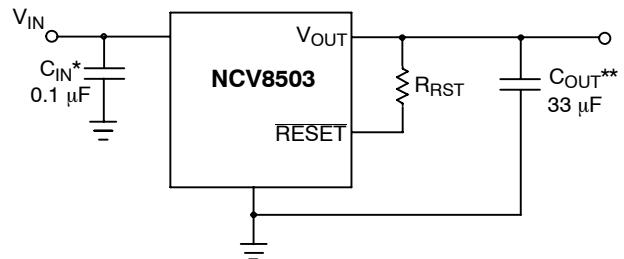 VIN
CIN*
0.1 μF
NCV8503
VOUT
RESET
RRST
COUT**
33 μF